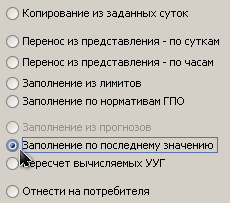 Копирование из заданных суток
Перенос из представления - по суткам
Перенос из представления - по часам
Заполнение из лимитов
Заполнение по нормативам ГПО
Заполнение из прогнозов
Заполнение по последнему значению
Пересчет вычисляемых УУГ
Отнести на потребителя